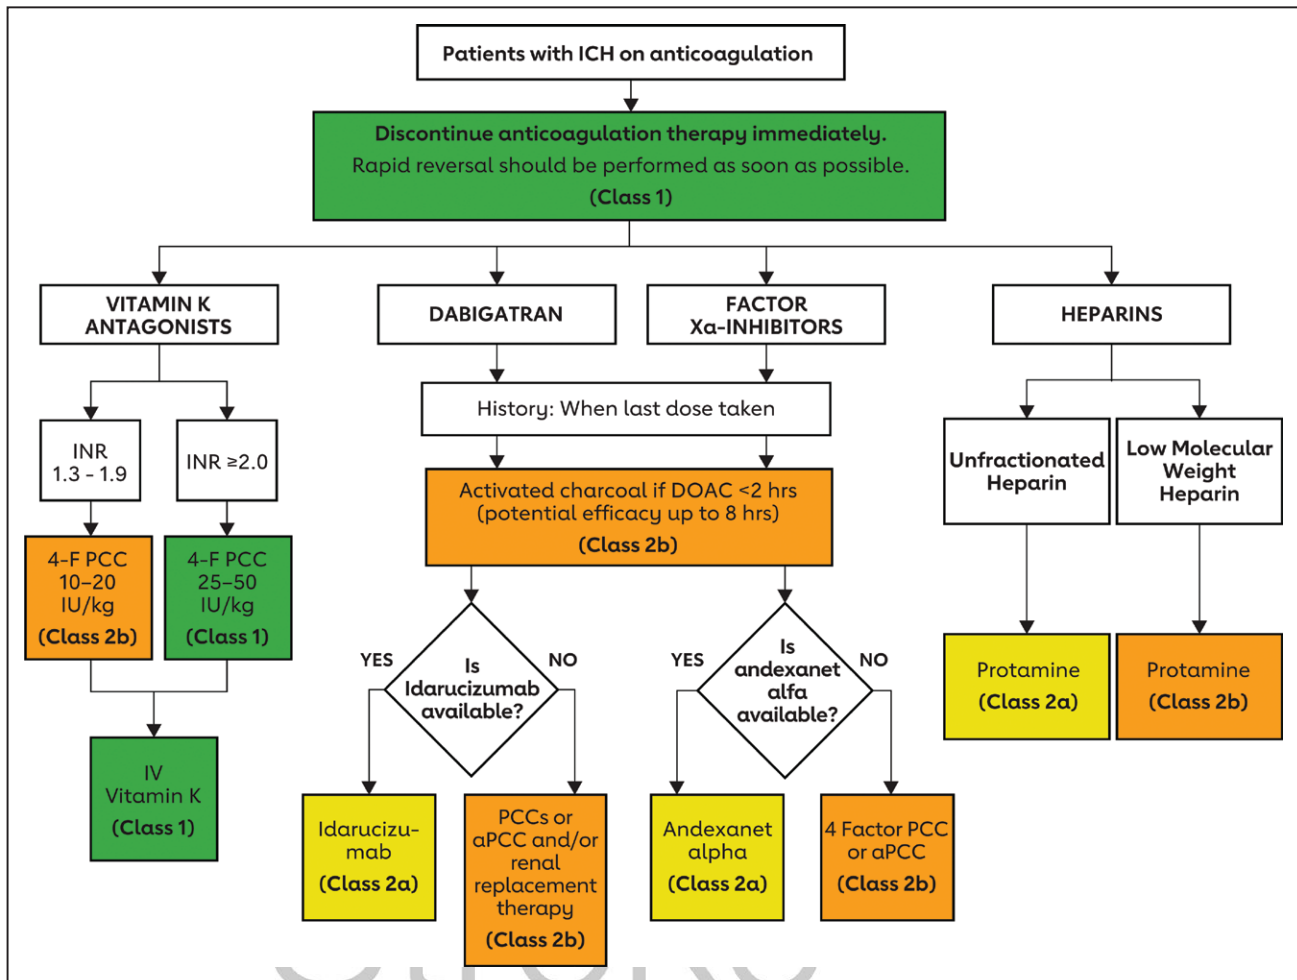 Patients with ICH on anticoagulation
Discontinue anticoagulation therapy immediately.
Rapid reversal should be performed as soon as possible.
(Class 1)
VITAMIN K
ANTAGONISTS
DABIGATRAN
FACTOR
Xa-INHIBITORS
HEPARINS
INR
1.3 - 1.9
INR ≥2.0
History: When last dose taken
Unfractionated
Heparin
Low Molecular
Weight
Heparin
4-F PCC
10–20
IU/kg
(Class 2b)
4-F PCC
25–50
IU/kg
(Class 1)
Activated charcoal if DOAC <2 hrs
(potential efficacy up to 8 hrs)
(Class 2b)
IV
Vitamin K
(Class 1)
YES
Is
Idarucizumab
available?
NO
YES
Is
andexanet
alfa
available?
NO
Protamine
(Class 2a)
Protamine
(Class 2b)
Idarucizu-
mab
(Class 2a)
PCCs or
aPCC and/or
renal
replacement
therapy
(Class 2b)
Andexanet
alpha
(Class 2a)
4 Factor PCC
or aPCC
(Class 2b)